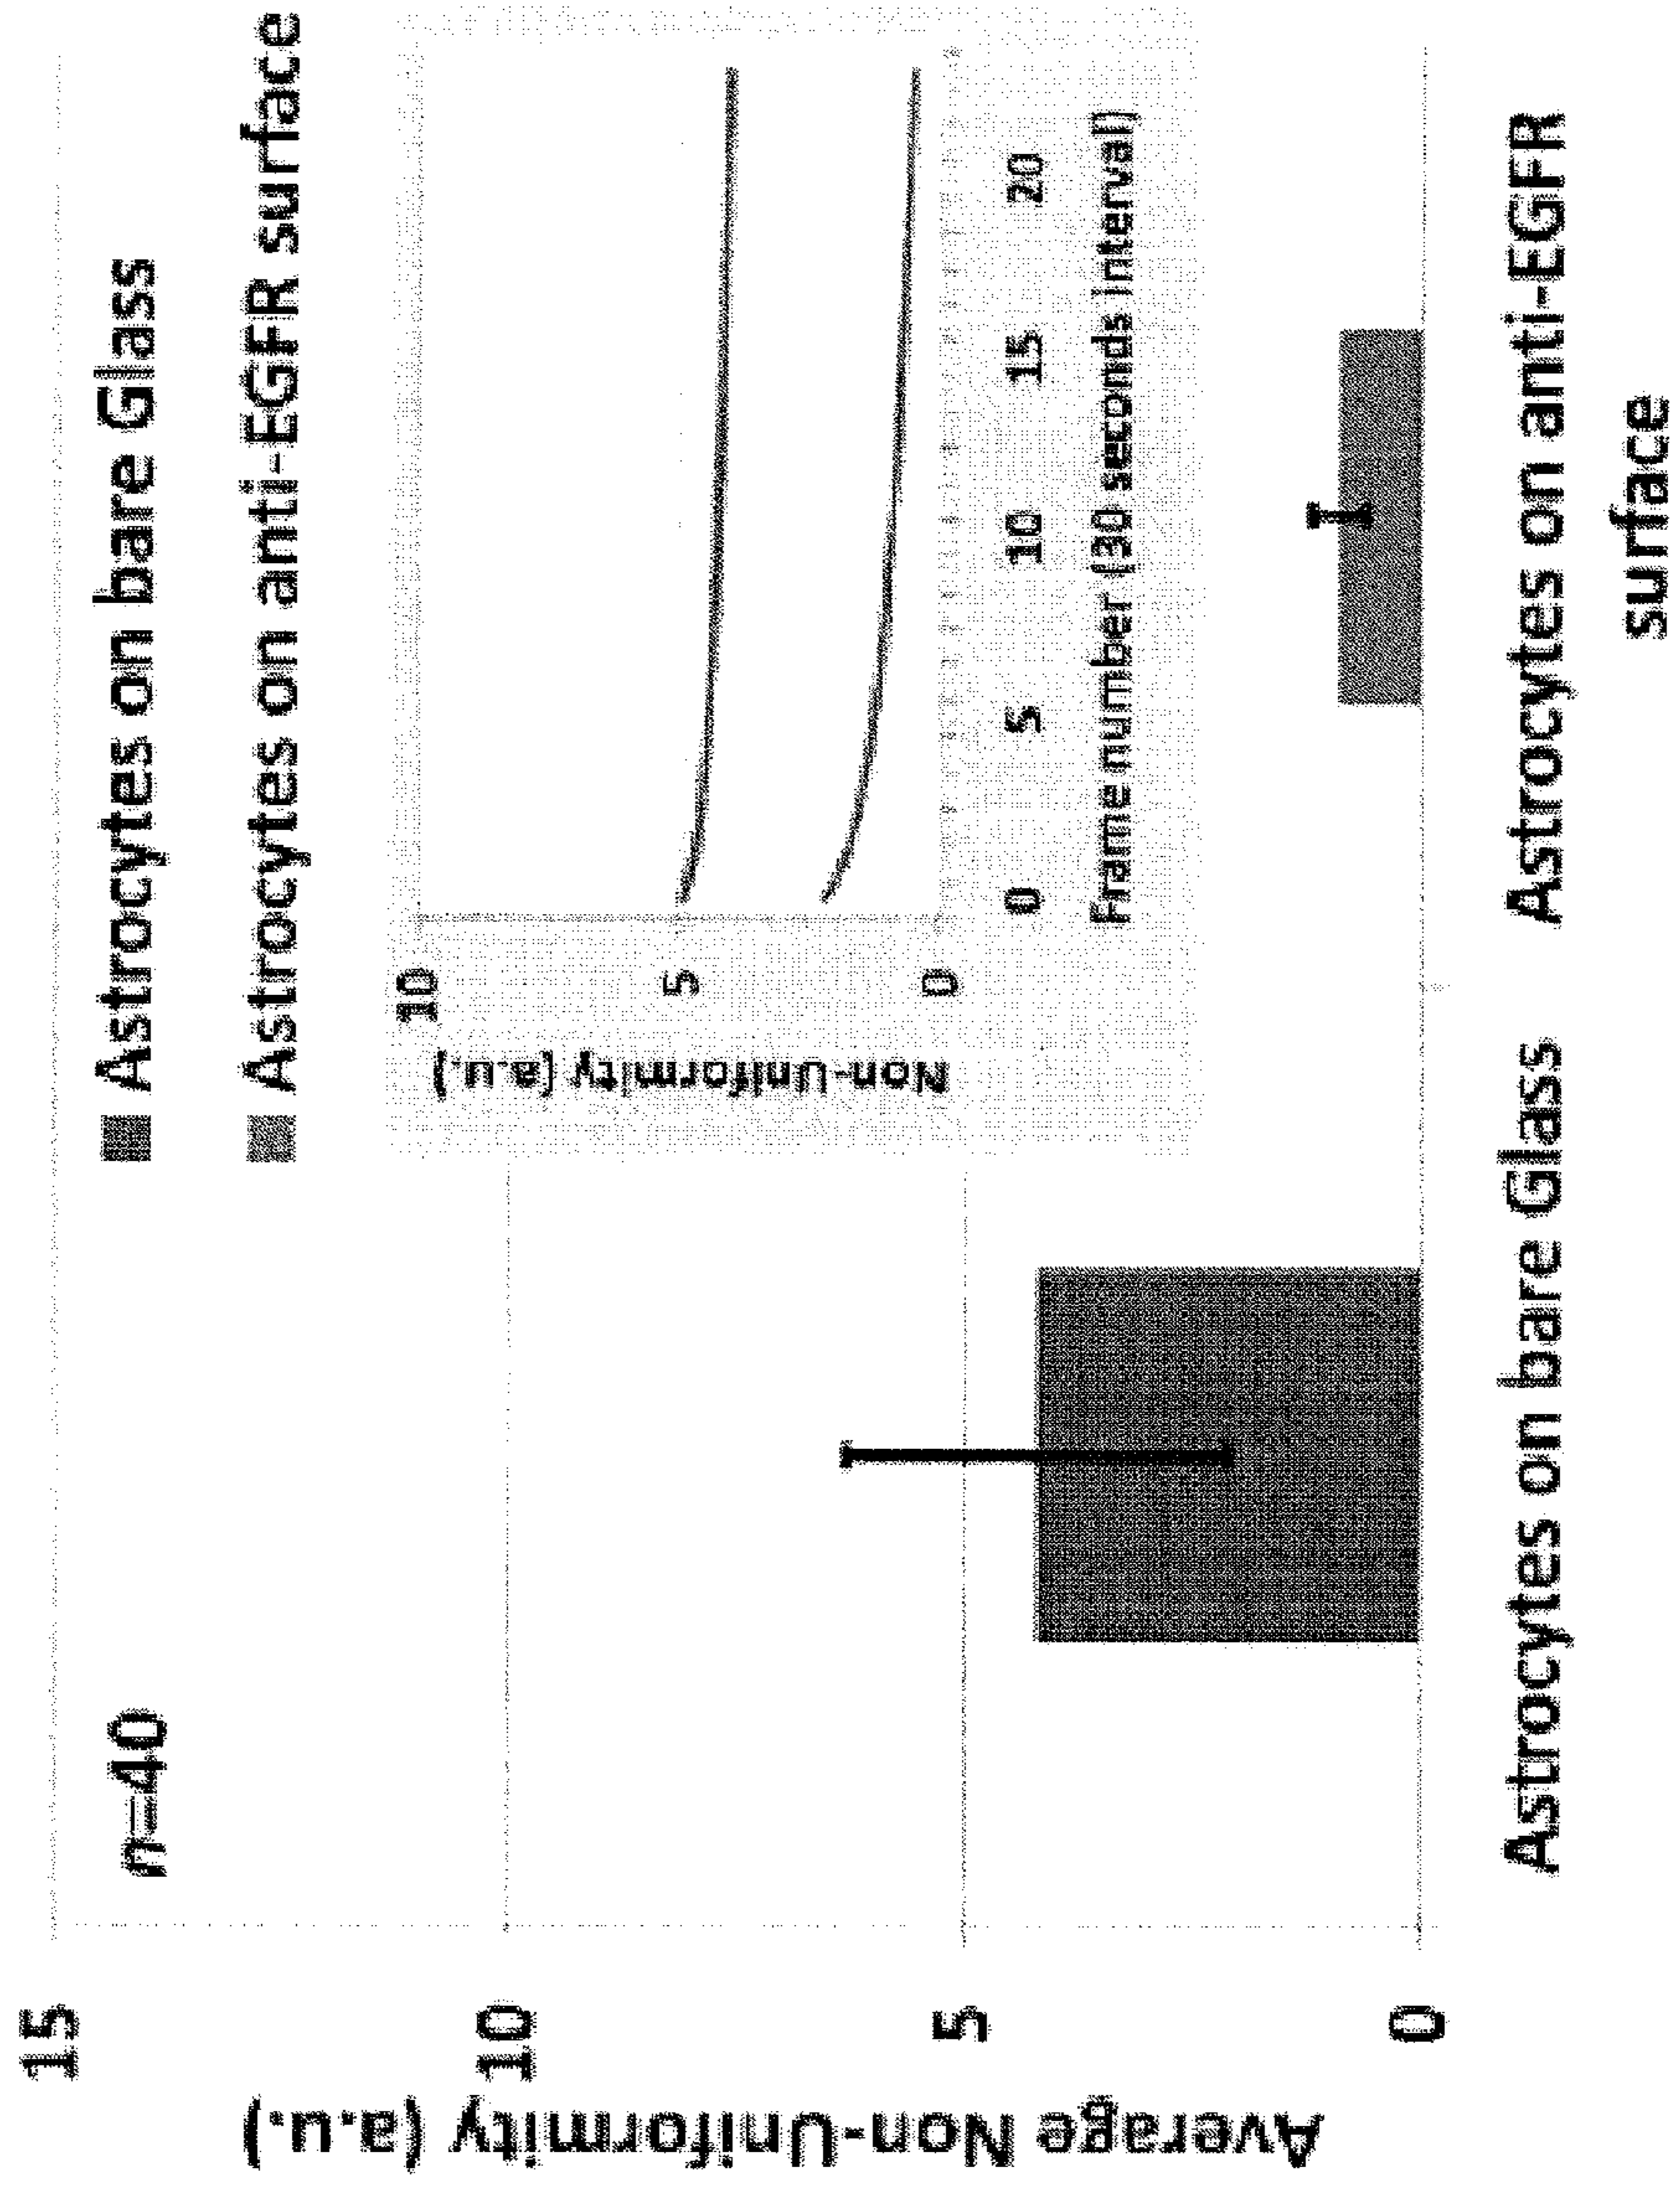 Average Non-Uniformity (a.u.)
15
10
5
0
n=40
Astrocytes on bare Glass
Astrocytes on anti-EGFR surface
Non-Uniformity (a.u.)
10
5
0
0 5 10 15 20
Frame number (30 seconds interval)
Astrocytes on bare Glass
Astrocytes on anti-EGFR
surface